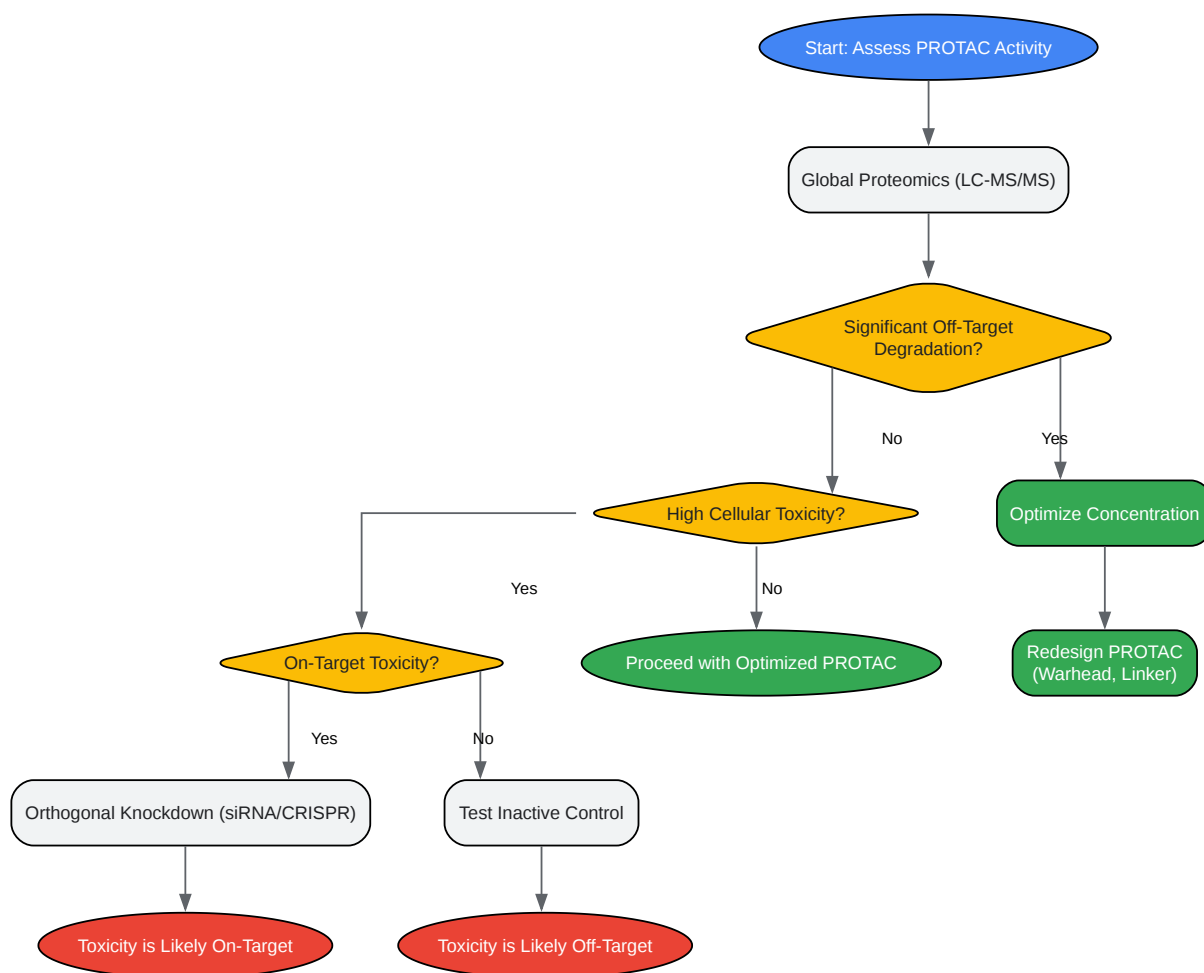 Start: Assess PROTAC Activity
Global Proteomics (LC-MS/MS)
Significant Off-Target
Degradation?
No
Yes
High Cellular Toxicity?
Optimize Concentration
Yes
No
On-Target Toxicity?
Proceed with Optimized PROTAC
Redesign PROTAC
(Warhead, Linker)
Yes
No
Orthogonal Knockdown (siRNA/CRISPR)
Test Inactive Control
Toxicity is Likely On-Target
Toxicity is Likely Off-Target